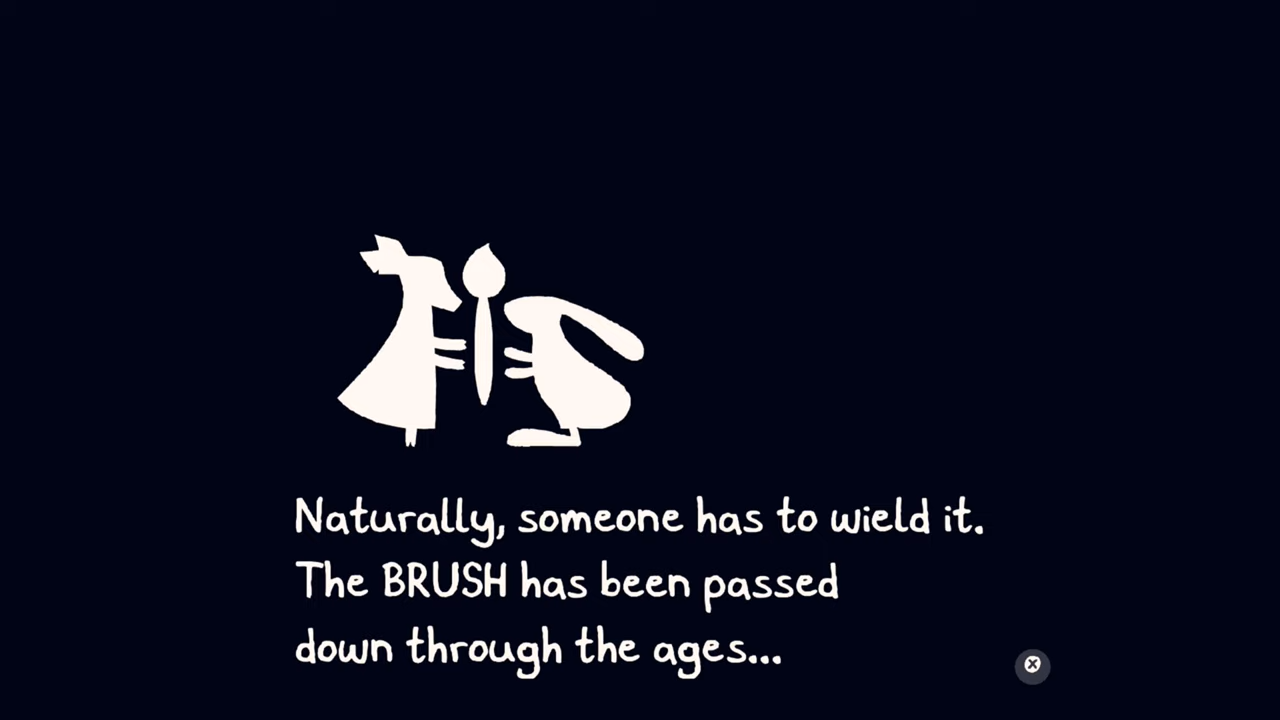 Naturally, someone has to wield it.
The BRUSH has been passed
down through the ages...